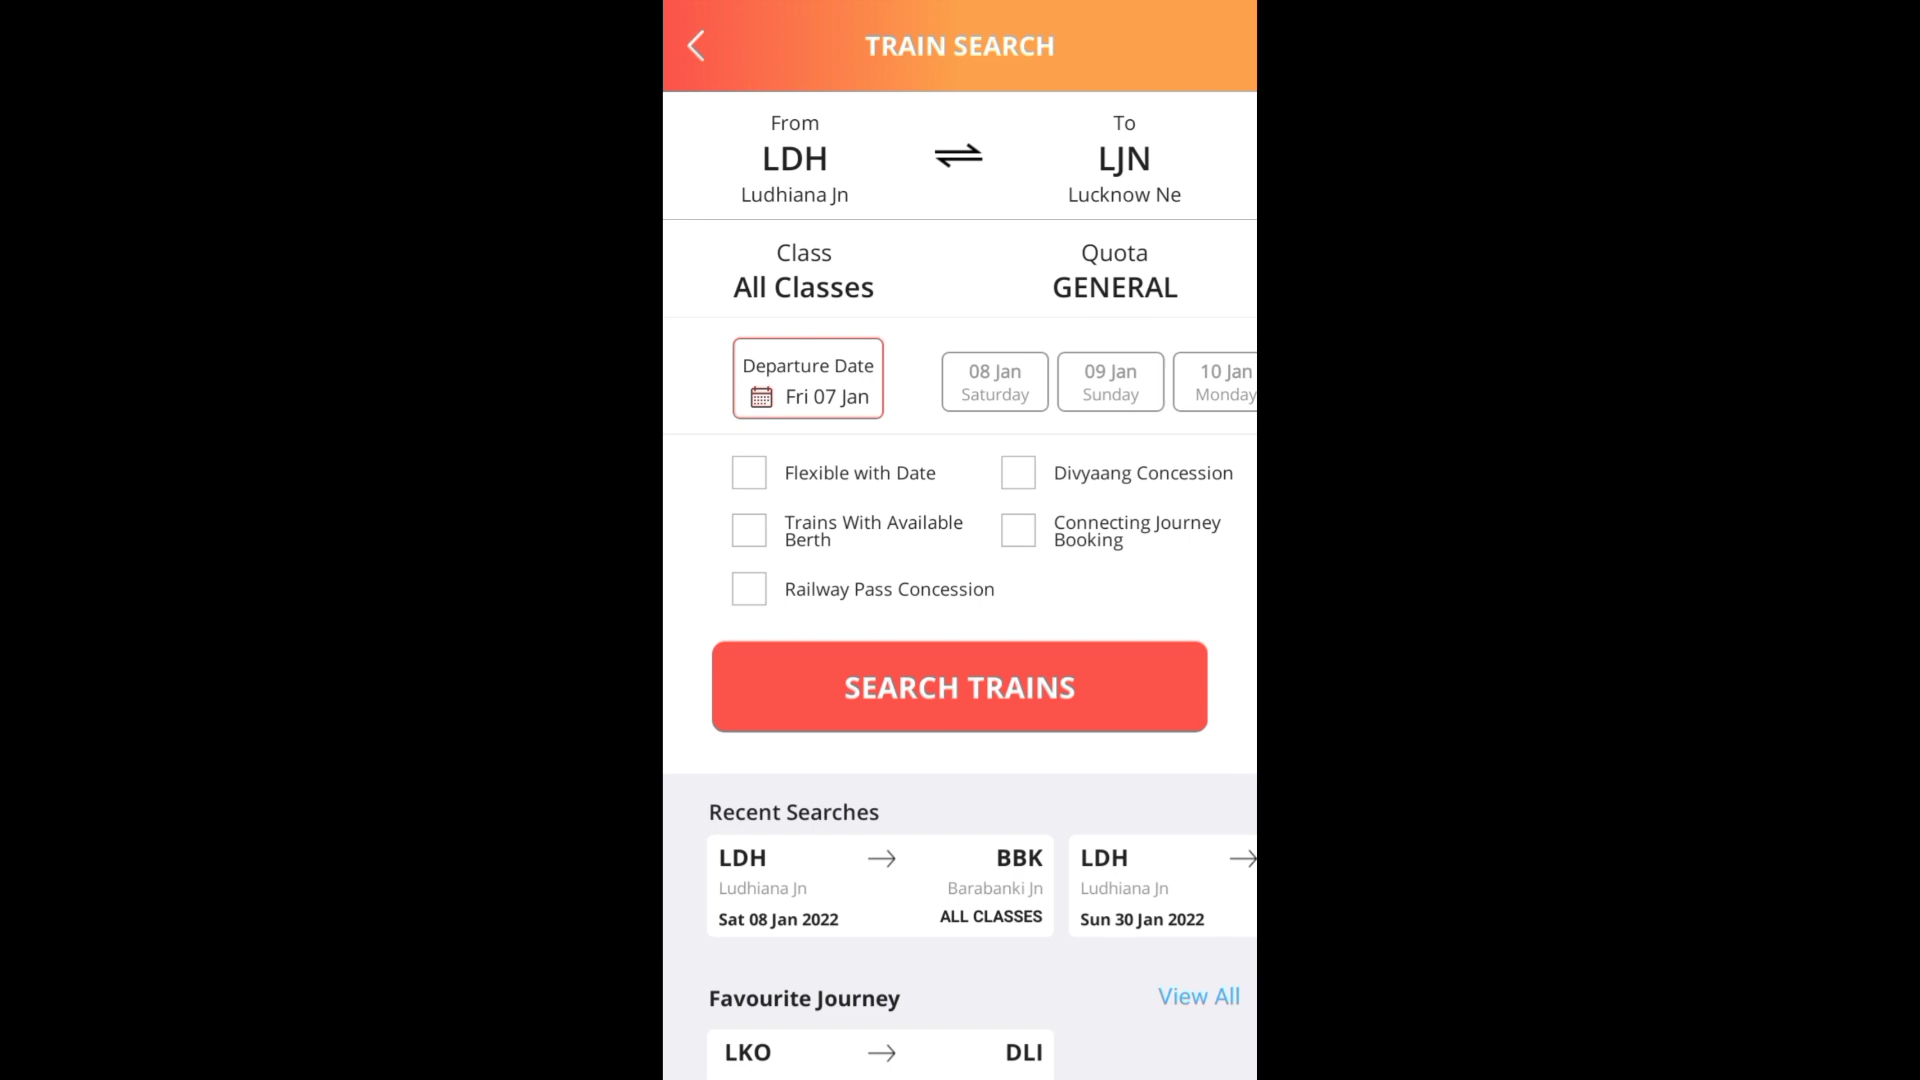 TRAIN SEARCH
From
To
LDH
LJN
Ludhiana Jn
Lucknow Ne
Class
Quota
All Classes
GENERAL
Departure Date
Fri 07 Jan
08 Jan
Saturday
09 Jan
Sunday
10 Jan
Monday
Flexible with Date
Divyaang Concession
Trains With Available
Berth
Connecting Journey
Booking
Railway Pass Concession
SEARCH TRAINS
Recent Searches
LDH
BBK
Ludhiana Jn
Barabanki Jn
Sat 08 Jan 2022
ALL CLASSES
LDH
Ludhiana Jn
Sun 30 Jan 2022
Favourite Journey
View All
LKO
DLI